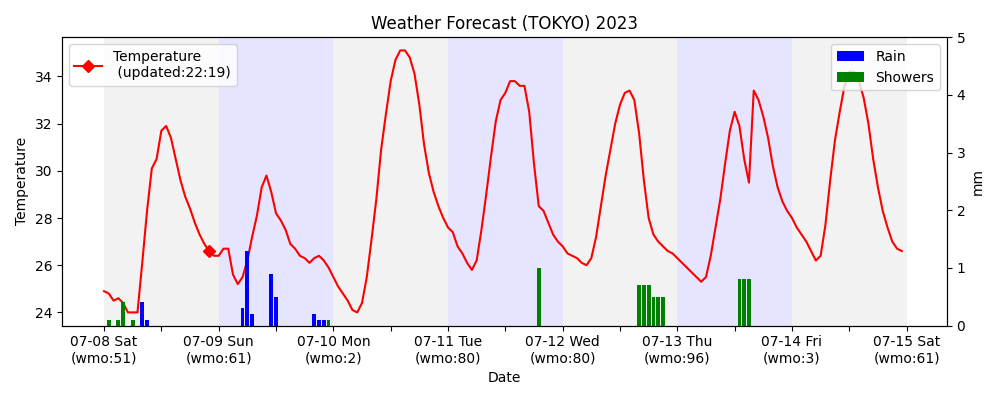 Weather Forecast (TOKYO) 2023
Temperature
(updated:22:19)
Rain
Showers
Temperature
34
32
30
28
26
24
5
4
3
2
1
0
mm
07-08 Sat
(wmo:51)
07-09 Sun
(wmo:61)
07-10 Mon
(wmo:2)
07-11 Tue
(wmo:80)
07-12 Wed
(wmo:80)
07-13 Thu
(wmo:96)
07-14 Fri
(wmo:3)
07-15 Sat
(wmo:61)
Date